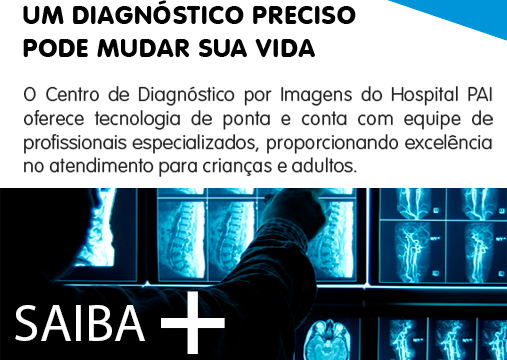 UM DIAGNÓSTICO PRECISO
PODE MUDAR SUA VIDA
O Centro de Diagnóstico por Imagens do Hospital PAI
oferece tecnologia de ponta e conta com equipe de
profissionais especializados, proporcionando excelência
no atendimento para crianças e adultos.
SAIBA +